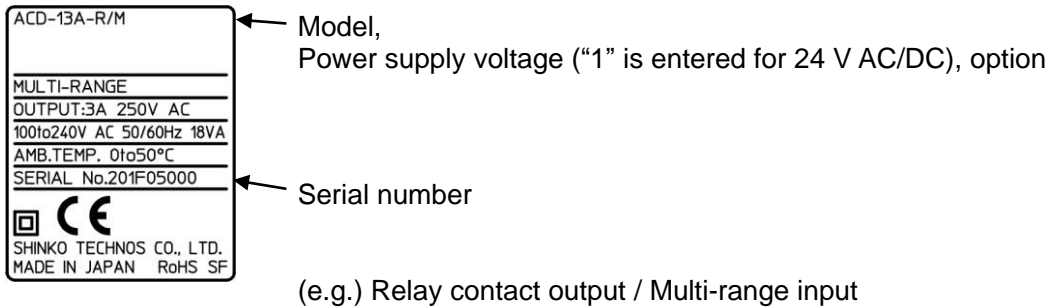 ACD-13A-R/M
Model,
Power supply voltage (“1” is entered for 24 V AC/DC), option
MULTI-RANGE
OUTPUT:3A 250V AC
100to240V AC 50/60Hz 18VA
AMB.TEMP. 0to50°C
SERIAL No.201F05000
Serial number
CE
SHINKO TECHNOS CO., LTD.
MADE IN JAPAN RoHS SF
(e.g.) Relay contact output / Multi-range input